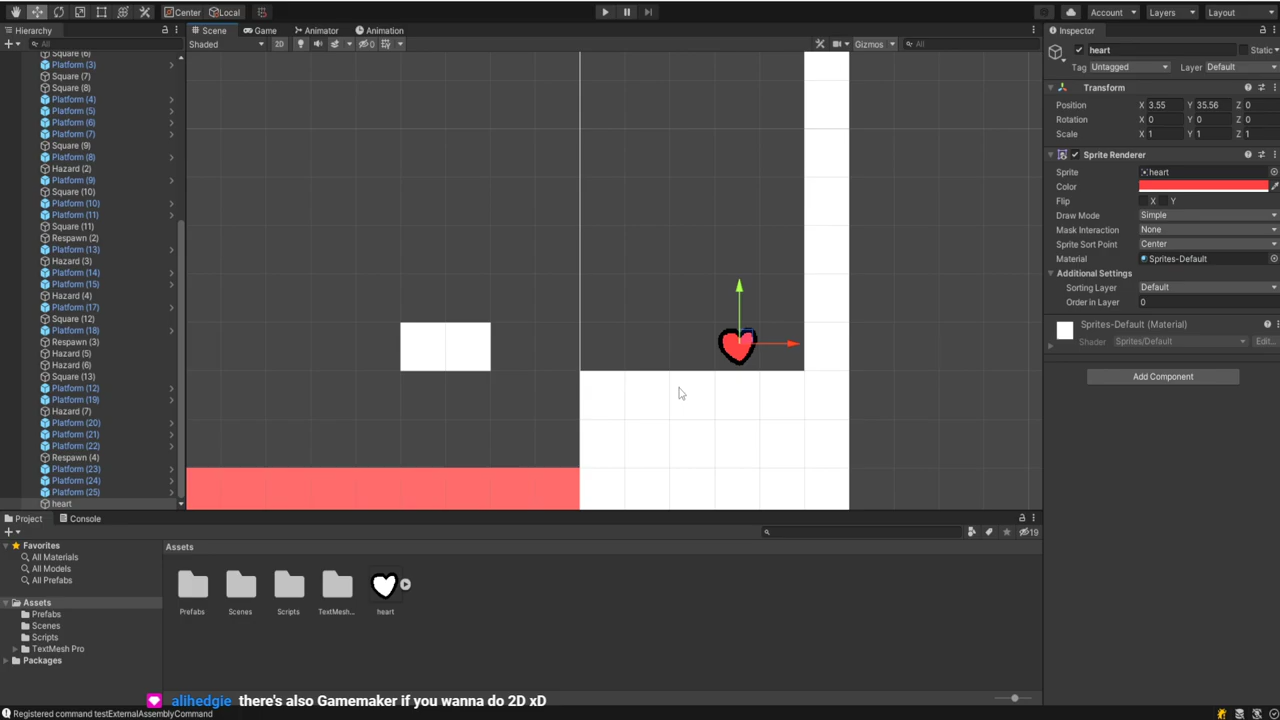 Center Local
Account Layers Layout
Hierarchy
All
Square (6)
Platform (3)
Square (7)
Square (8)
Platform (4)
Platform (5)
Platform (6)
Platform (7)
Square (9)
Platform (8)
Hazard (2)
Platform (9)
Square (10)
Platform (10)
Platform (11)
Square (11)
Respawn (2)
Platform (13)
Hazard (3)
Platform (14)
Platform (15)
Hazard (4)
Platform (17)
Square (12)
Platform (18)
Respawn (3)
Hazard (5)
Hazard (6)
Square (13)
Platform (12)
Platform (19)
Hazard (7)
Platform (20)
Platform (21)
Platform (22)
Respawn (4)
Platform (23)
Platform (24)
Platform (25)
heart
Scene Game Animator Animation
Shaded 2D 0 Gizmos All
Inspector
heart Static
Tag Untagged Layer Default
Transform
Position X 3.55 Y 35.56 Z 0
Rotation X 0 Y 0 Z 0
Scale X 1 Y 1 Z 1
Sprite Renderer
Sprite heart
Color
Flip X Y
Draw Mode Simple
Mask Interaction None
Sprite Sort Point Center
Material Sprites-Default
Additional Settings
Sorting Layer Default
Order in Layer 0
Sprites-Default (Material)
Shader Sprites/Default Edit...
Add Component
Project Console
19
Favorites
All Materials
All Models
All Prefabs
Assets
Prefabs
Scenes
Scripts
TextMesh Pro
Packages
Assets
Prefabs Scenes Scripts TextMesh... heart
alihedgie there's also Gamemaker if you wanna do 2D xD
Registered command testExternalAssemblyCommand